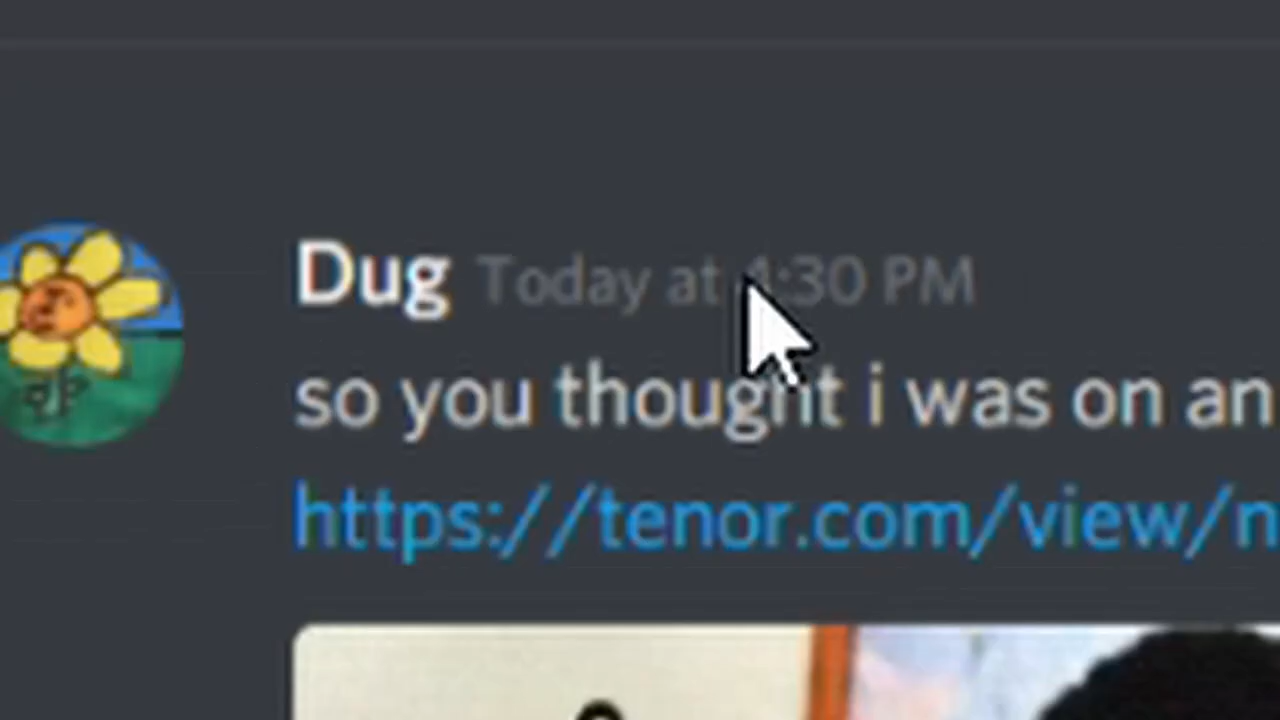 Dug Today at 4:30 PM
so you thought i was on an
https://tenor.com/view/n